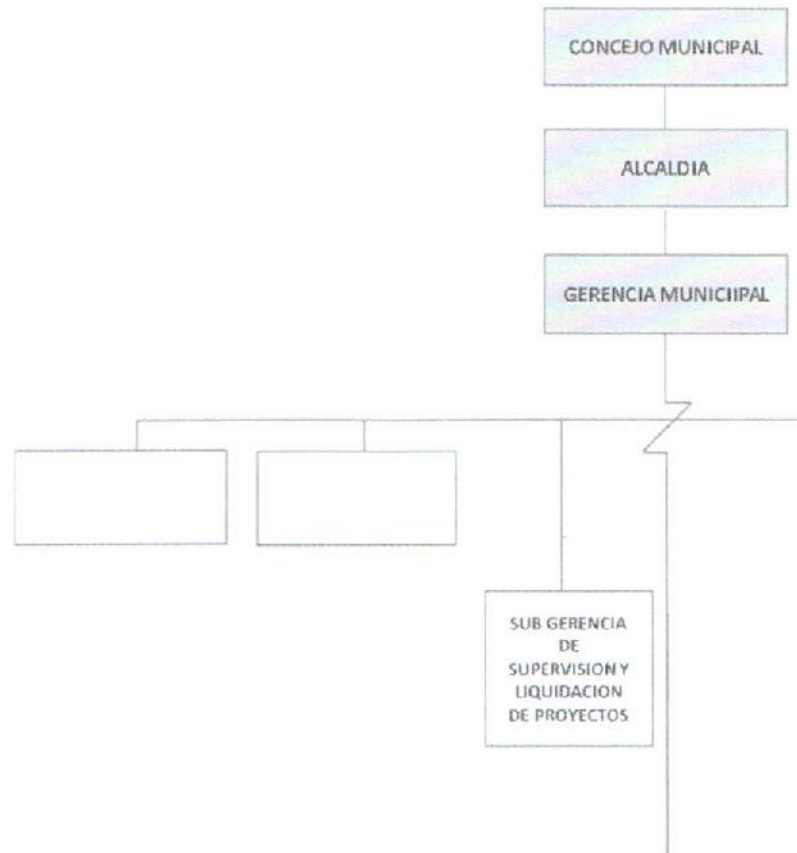 CONCEJO MUNICIPAL
ALCALDIA
GERENCIA MUNICIIPAL
SUB GERENCIA
DE
SUPERVISION Y
LIQUIDACION
DE PROYECTOS